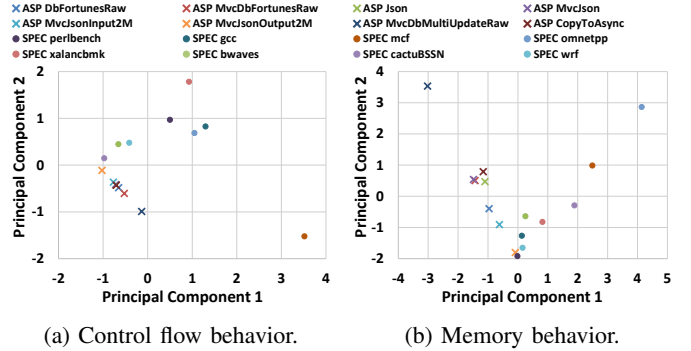 ASP DbFortunesRaw ASP MvcDbFortunesRaw ASP Json ASP MvcJson
ASP MvcJsonInput2M ASP MvcJsonOutput2M ASP MvcDbMultiUpdateRaw ASP CopyToAsync
SPEC perlbench SPEC gcc SPEC mcf SPEC omnetpp
SPEC xalancbmk SPEC bwaves SPEC cactuBSSN SPEC wrf
Principal Component 2
2
1
0
-1
-2
-2 -1 0 1 2 3 4
Principal Component 1
(a) Control flow behavior.
Principal Component 2
4
3
2
1
0
-1
-2
-4 -3 -2 -1 0 1 2 3 4 5
Principal Component 1
(b) Memory behavior.